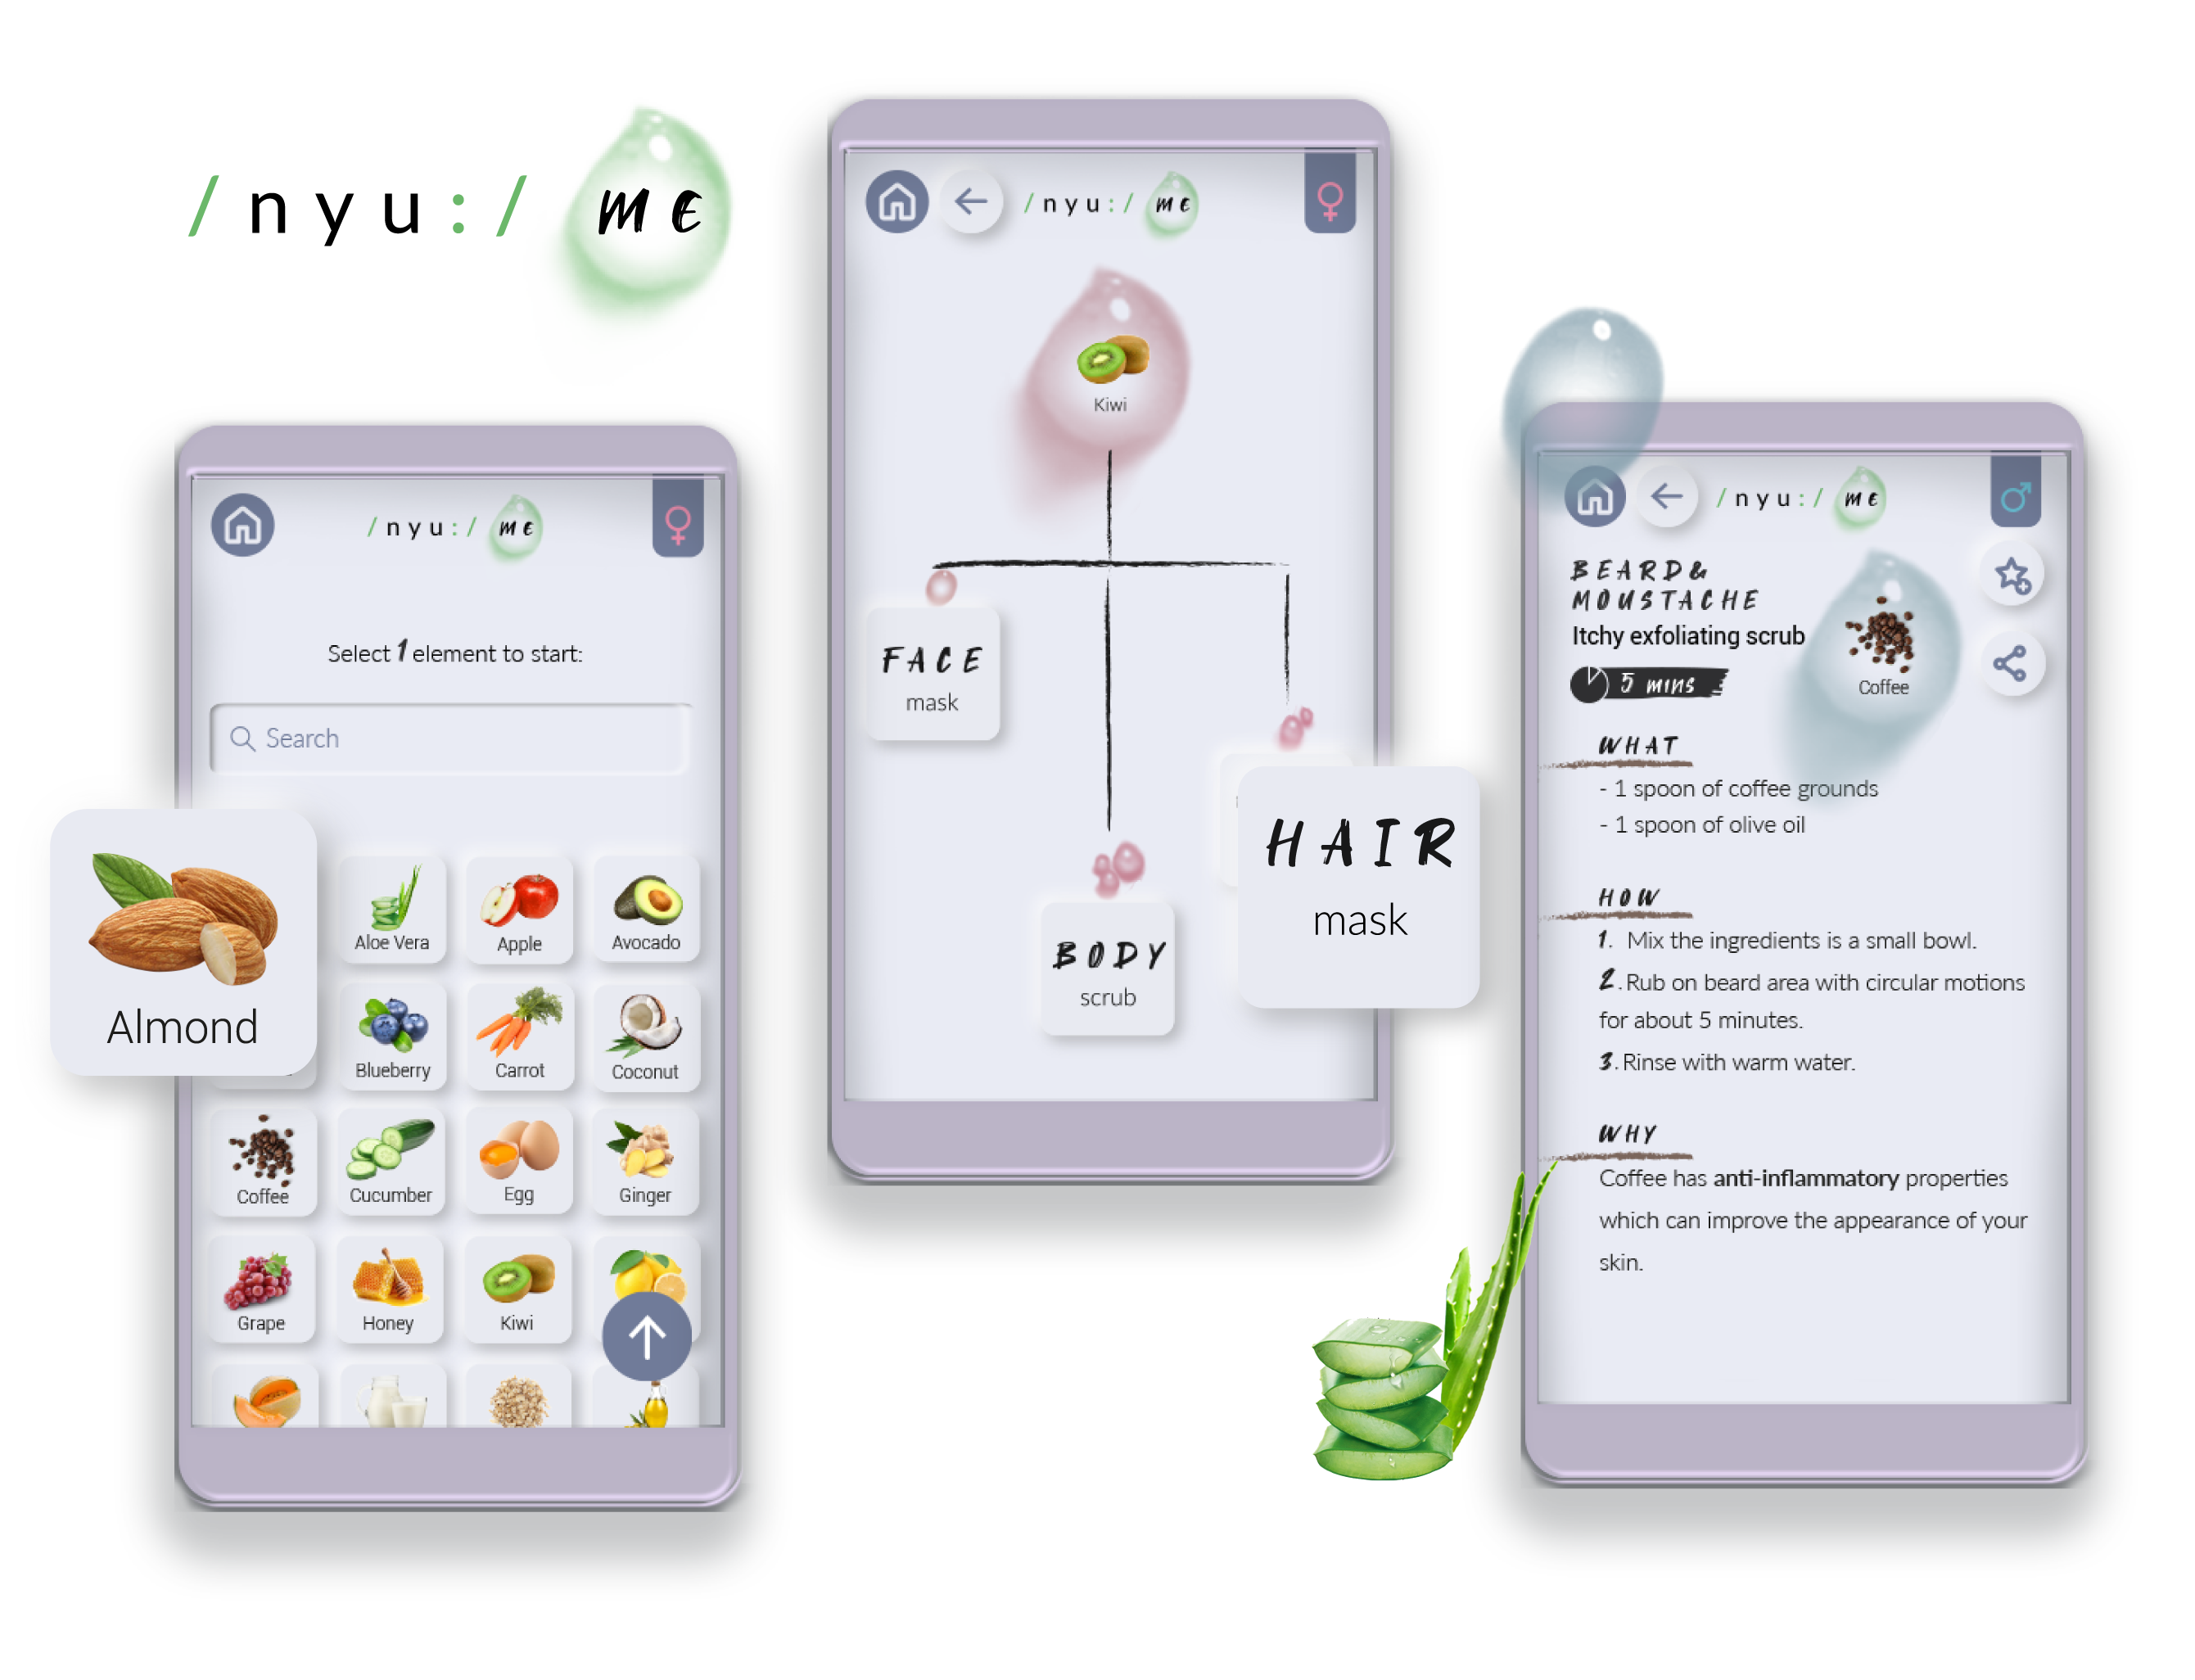 / n y u : / ME
/ n y u : / ME
Select 1 element to start:
Search
Almond
Aloe Vera
Apple
Avocado
Blueberry
Carrot
Coconut
Coffee
Cucumber
Egg
Ginger
Grape
Honey
Kiwi
/ n y u : / ME
Kiwi
FACE
mask
HAIR
mask
BODY
scrub
/ n y u : / ME
BEARD&
MOUSTACHE
Itchy exfoliating scrub
5 mins
Coffee
WHAT
- 1 spoon of coffee grounds
- 1 spoon of olive oil
HOW
1. Mix the ingredients is a small bowl.
2. Rub on beard area with circular motions
for about 5 minutes.
3. Rinse with warm water.
WHY
Coffee has anti-inflammatory properties
which can improve the appearance of your
skin.